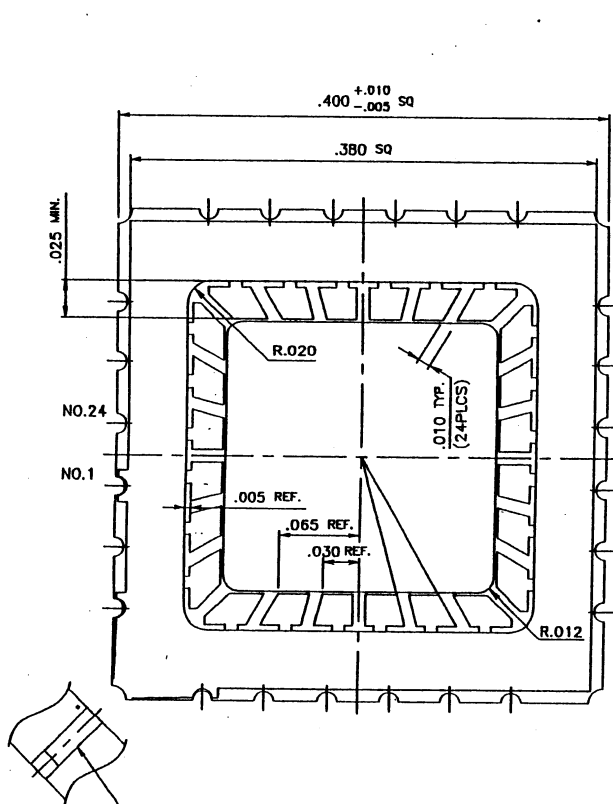 .400 +.010 -.005 SQ
.380 SQ
.025 MIN.
R.020
.010 TYP.
(24PLCS)
NO.24
NO.1
.005 REF.
.065 REF.
.030 REF.
R.012